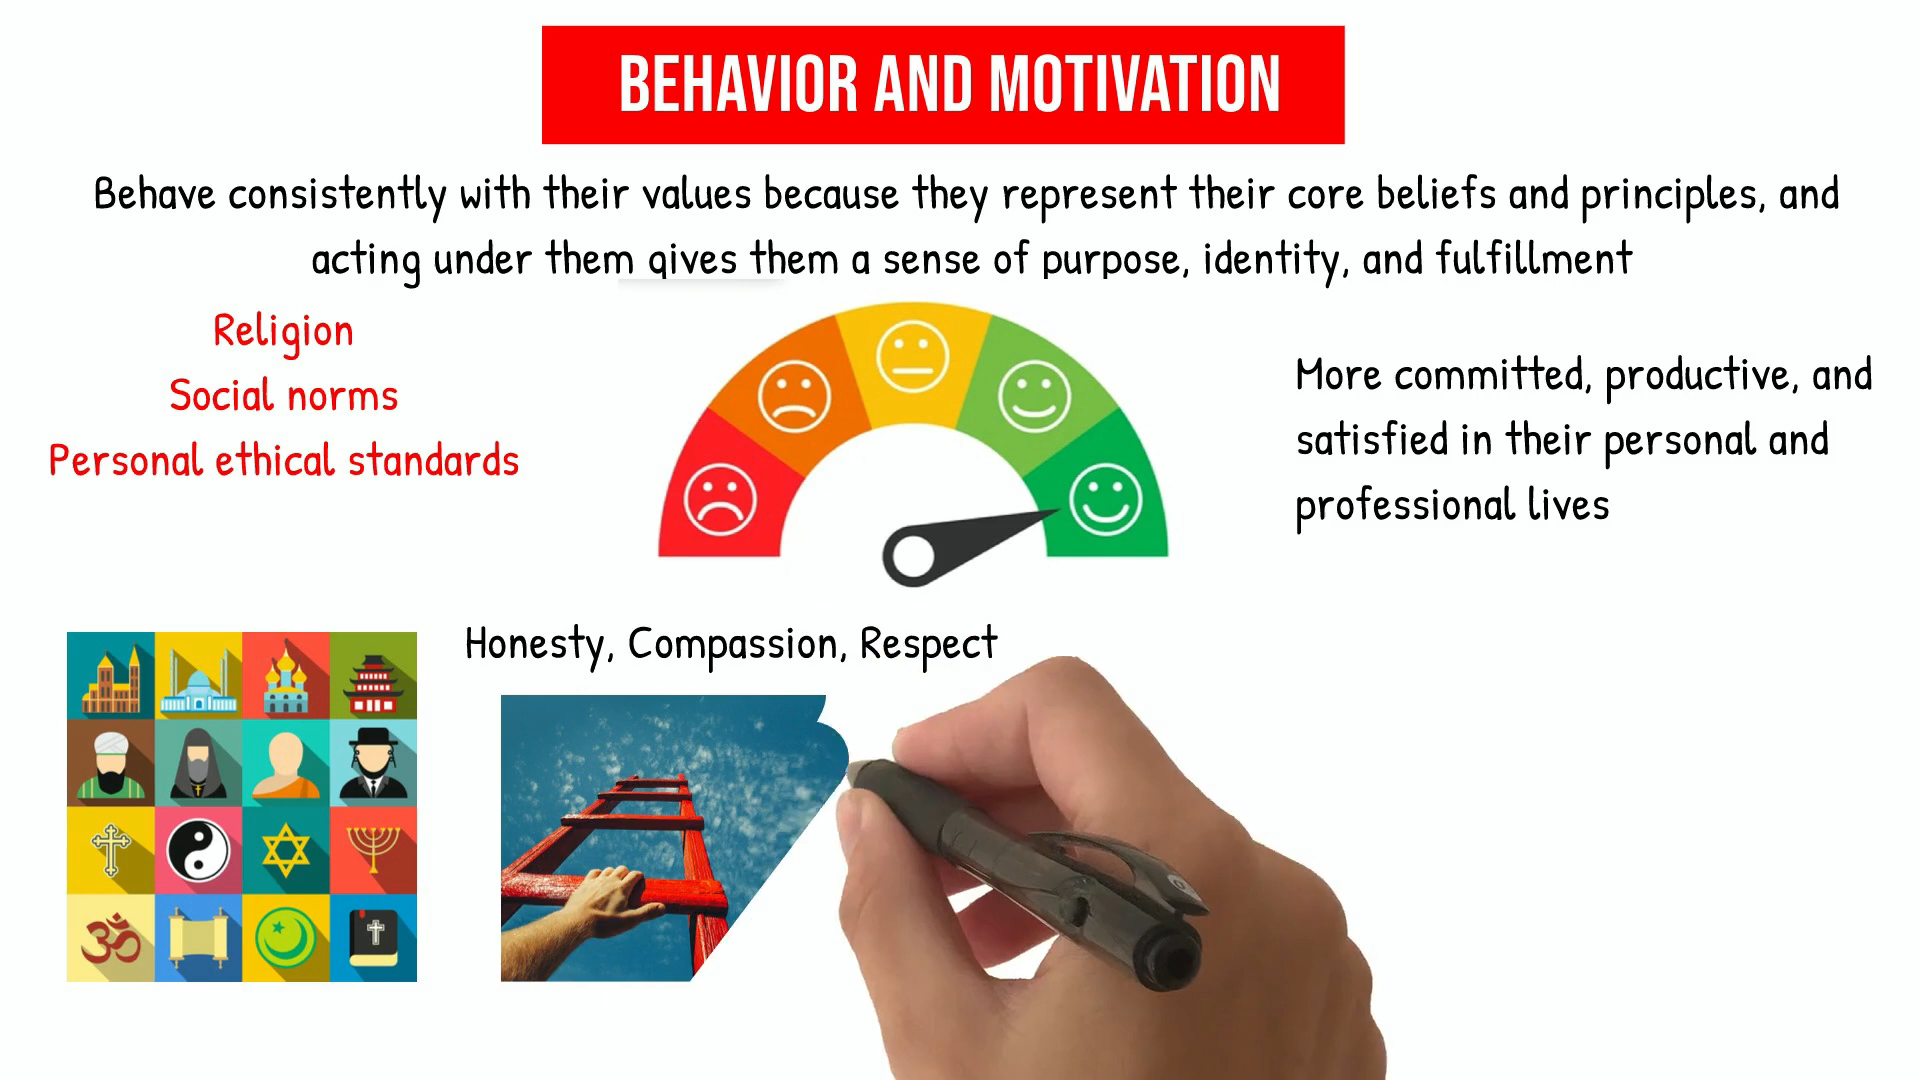 BEHAVIOR AND MOTIVATION
Behave consistently with their values because they represent their core beliefs and principles, and
acting under them gives them a sense of purpose, identity, and fulfillment
Religion
Social norms
Personal ethical standards
More committed, productive, and
satisfied in their personal and
professional lives
Honesty, Compassion, Respect
ॐ